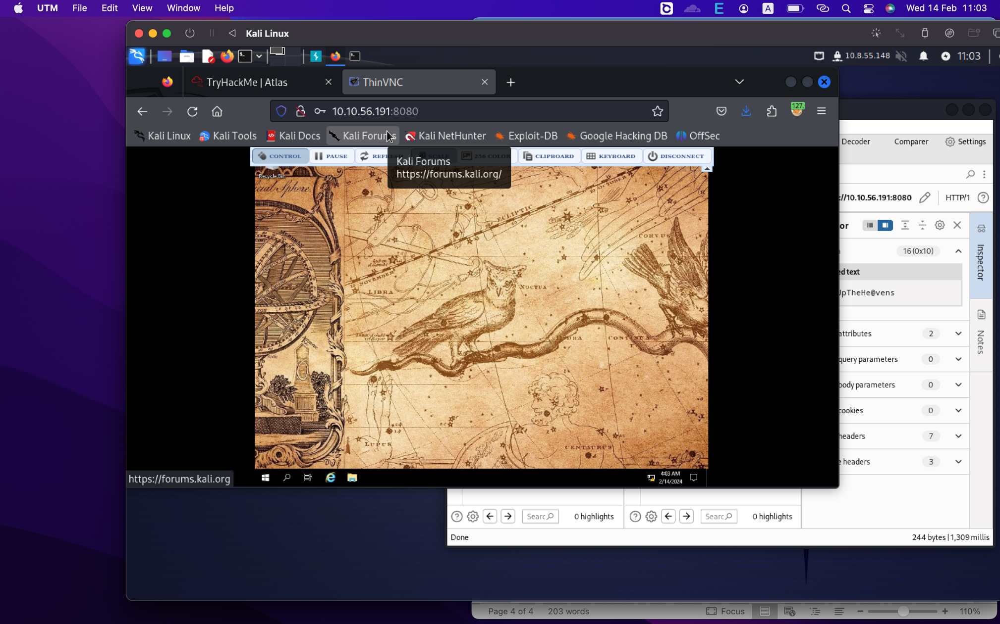 UTM File Edit View Window Help
Wed 14 Feb 11:03
Kali Linux
10.8.55.148
11:03
TryHackMe | Atlas
ThinVNC
10.10.56.191:8080
127.
Kali Linux Kali Tools Kali Docs Kali Forums Kali NetHunter Exploit-DB Google Hacking DB OffSec
CONTROL PAUSE REFRESH SCALE 256 COLOR CLIPBOARD KEYBOARD DISCONNECT
Kali Forums
https://forums.kali.org/
Recycle Bin
Sphere.
OCTOBER
ECLIPTIC
NOVEMBER
MERIDIAN
CORVUS
LIBRA
NOCTUA
LUPUS
CENTAURUS
4:03 AM
2/14/2024
https://forums.kali.org
Decoder Comparer Settings
://10.10.56.191:8080 HTTP/1
or
16 (0x10)
ed text
UpTheHe@vens
attributes 2
query parameters 0
body parameters 0
cookies 0
headers 7
e headers 3
Inspector
Notes
Searc 0 highlights
Searc 0 highlights
Done
244 bytes | 1,309 millis
Page 4 of 4 203 words
Focus
110%